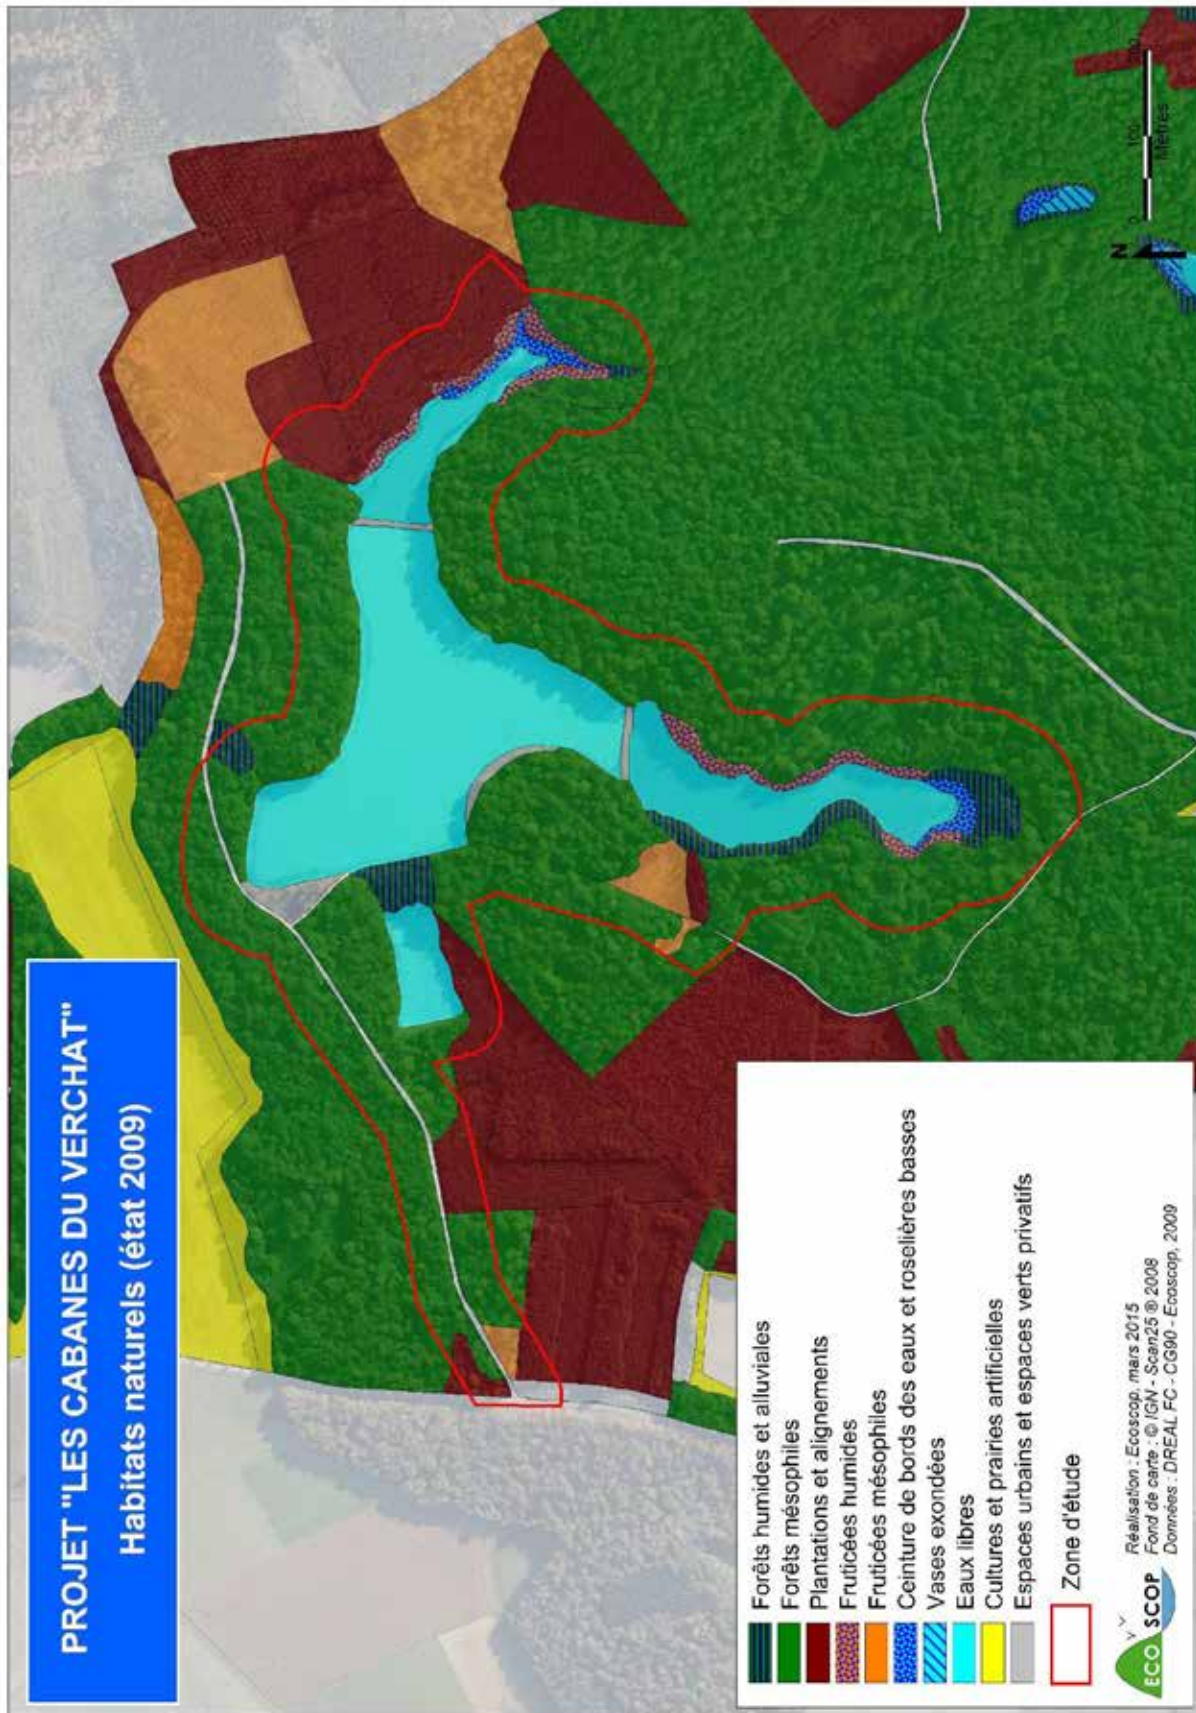 PROJET "LES CABANES DU VERCHAT"
Habitats naturels (état 2009)
N
0 100
Mètres
Forêts humides et alluviales
Forêts mésophiles
Plantations et alignements
Fruticées humides
Fruticées mésophiles
Ceinture de bords des eaux et roselières basses
Vases exondées
Eaux libres
Cultures et prairies artificielles
Espaces urbains et espaces verts privatifs
Zone d'étude
ECO SCOP
Réalisation : Ecoscop, mars 2015
Fond de carte : © IGN - Scan25 ® 2008
Données : DREAL FC - CG90 - Ecoscop, 2009